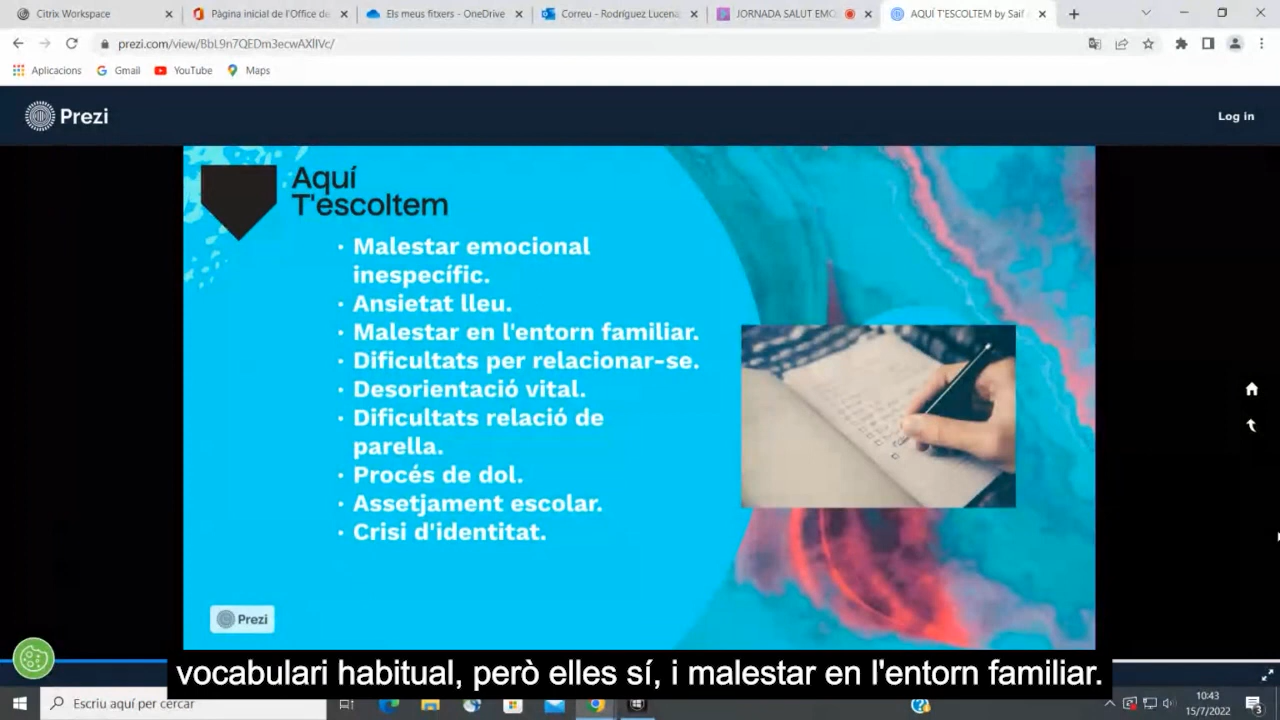 Citrix Workspace
Pàgina inicial de l'Office de
Els meus fitxers - OneDrive
Correu - Rodríguez Lucena
JORNADA SALUT EMO
AQUÍ T'ESCOLTEM by Saif
prezi.com/view/BbL9n7QEDm3ecwAXlIVc/
Aplicacions
Gmail
YouTube
Maps
Prezi
Log in
Aquí
T'escoltem
· Malestar emocional
inespecífic.
· Ansietat lleu.
· Malestar en l'entorn familiar.
· Dificultats per relacionar-se.
· Desorientació vital.
· Dificultats relació de
parella.
· Procés de dol.
· Assetjament escolar.
· Crisi d'identitat.
Prezi
vocabulari habitual, però elles sí, i malestar en l'entorn familiar.
Escriu aquí per cercar
10:43
15/7/2022
3